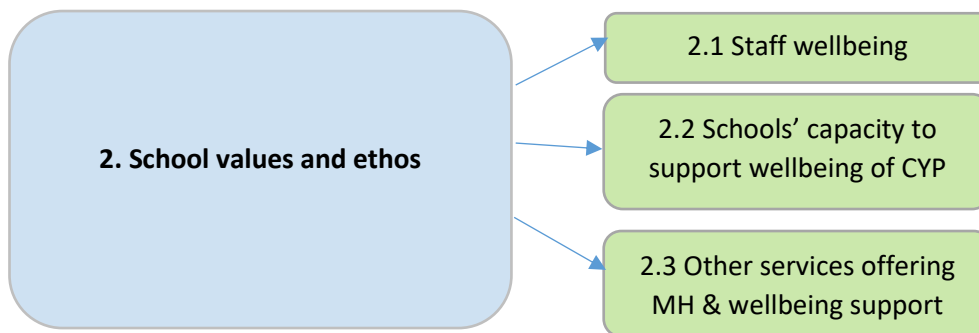 2. School values and ethos
2.1 Staff wellbeing
2.2 Schools’ capacity to
support wellbeing of CYP
2.3 Other services offering
MH & wellbeing support